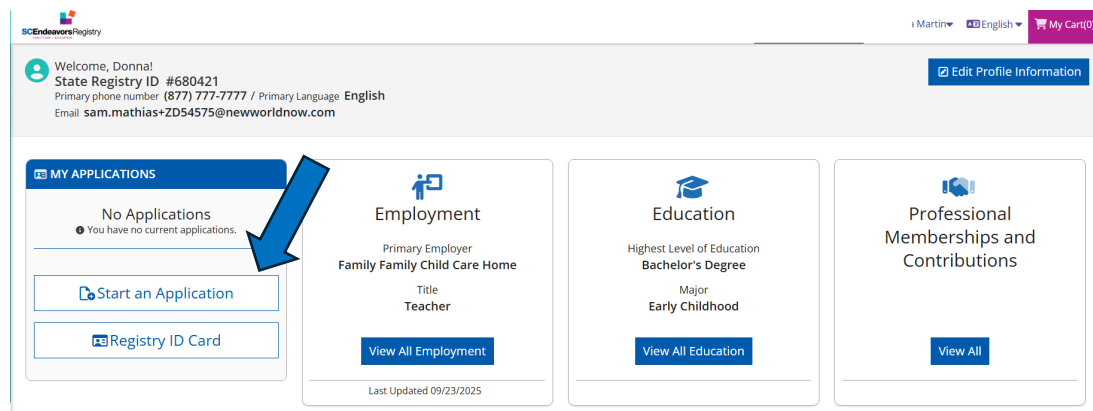 SCEndeavors Registry
Martin
English
My Cart(0)
Welcome, Donna!
State Registry ID #680421
Primary phone number (877) 777-7777 / Primary Language English
Email sam.mathias+ZD54575@newworldnow.com
Edit Profile Information
MY APPLICATIONS
No Applications
You have no current applications.
Start an Application
Registry ID Card
Employment
Primary Employer
Family Family Child Care Home
Title
Teacher
View All Employment
Last Updated 09/23/2025
Education
Highest Level of Education
Bachelor's Degree
Major
Early Childhood
View All Education
Professional
Memberships and
Contributions
View All